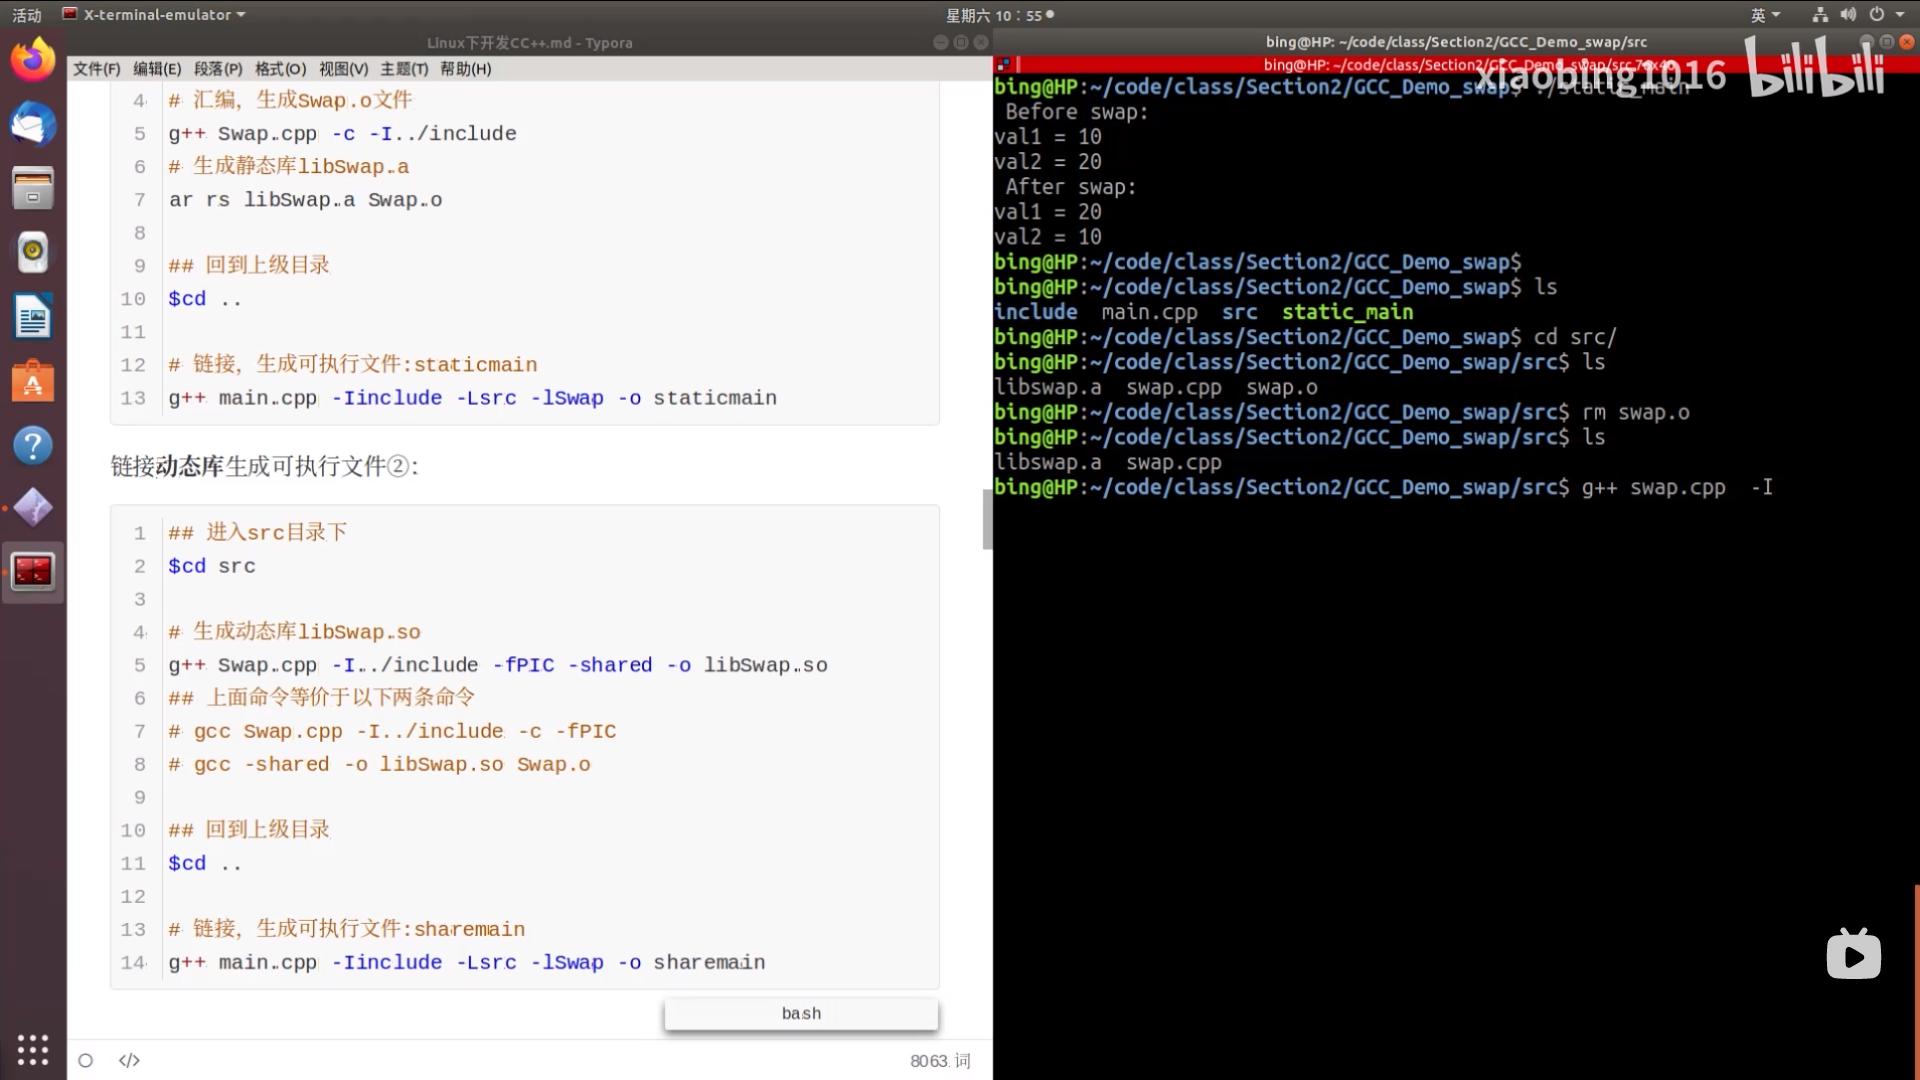 活动 X-terminal-emulator 星期六 10：55 英
Linux下开发CC++.md - Typora
文件(F) 编辑(E) 段落(P) 格式(O) 视图(V) 主题(T) 帮助(H)
4 # 汇编，生成Swap.o文件
5 g++ Swap.cpp -c -I../include
6 # 生成静态库libSwap.a
7 ar rs libSwap.a Swap.o
8
9 ## 回到上级目录
10 $cd ..
11
12 # 链接，生成可执行文件:staticmain
13 g++ main.cpp -Iinclude -Lsrc -lSwap -o staticmain
链接动态库生成可执行文件②：
1 ## 进入src目录下
2 $cd src
3
4 # 生成动态库libSwap.so
5 g++ Swap.cpp -I../include -fPIC -shared -o libSwap.so
6 ## 上面命令等价于以下两条命令
7 # gcc Swap.cpp -I../include -c -fPIC
8 # gcc -shared -o libSwap.so Swap.o
9
10 ## 回到上级目录
11 $cd ..
12
13 # 链接，生成可执行文件:sharemain
14 g++ main.cpp -Iinclude -Lsrc -lSwap -o sharemain
bash
</> 8063 词
bing@HP: ~/code/class/Section2/GCC_Demo_swap/src
bing@HP: ~/code/class/Section2/GCC_Demo_swap/src
xiaobing1016 bilibili
bing@HP:~/code/class/Section2/GCC_Demo_swap$ ./static_main
Before swap:
val1 = 10
val2 = 20
After swap:
val1 = 20
val2 = 10
bing@HP:~/code/class/Section2/GCC_Demo_swap$
bing@HP:~/code/class/Section2/GCC_Demo_swap$ ls
include main.cpp src static_main
bing@HP:~/code/class/Section2/GCC_Demo_swap$ cd src/
bing@HP:~/code/class/Section2/GCC_Demo_swap/src$ ls
libswap.a swap.cpp swap.o
bing@HP:~/code/class/Section2/GCC_Demo_swap/src$ rm swap.o
bing@HP:~/code/class/Section2/GCC_Demo_swap/src$ ls
libswap.a swap.cpp
bing@HP:~/code/class/Section2/GCC_Demo_swap/src$ g++ swap.cpp -I